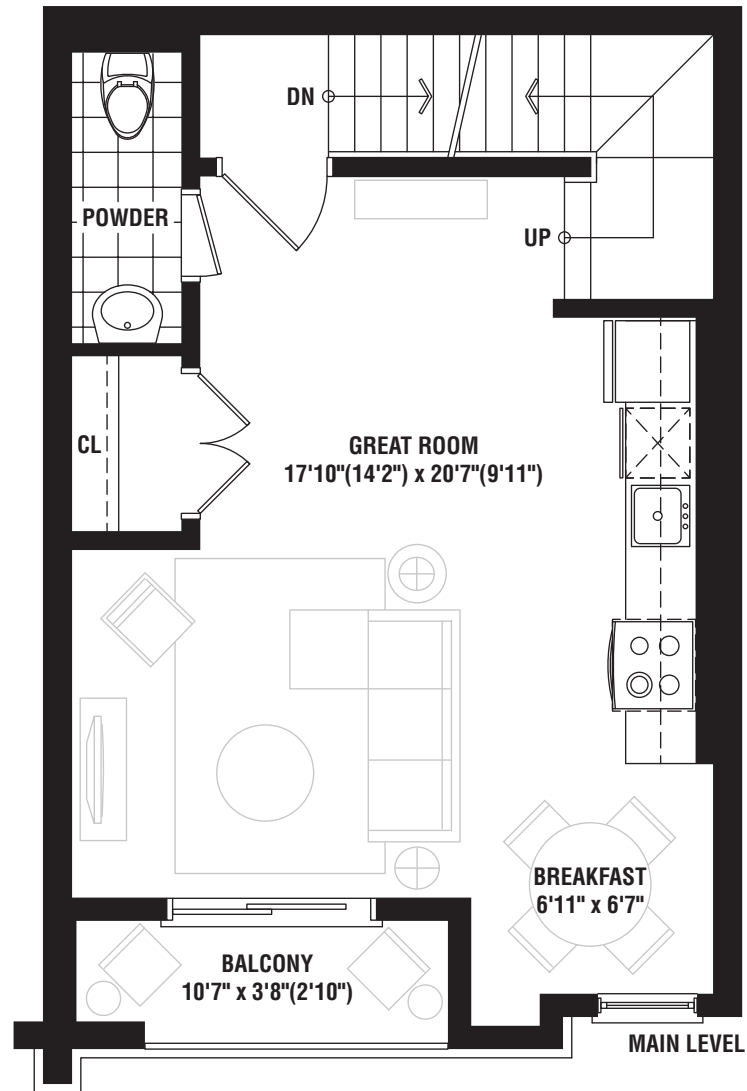 DN
POWDER
UP
CL
GREAT ROOM
17'10"(14'2") x 20'7"(9'11")
BREAKFAST
6'11" x 6'7"
BALCONY
10'7" x 3'8"(2'10")
MAIN LEVEL